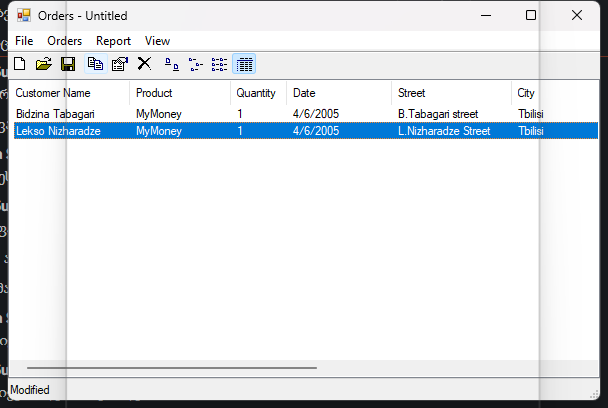 Orders - Untitled
File Orders Report View
Customer Name Product Quantity Date Street City
Bidzina Tabagari MyMoney 1 4/6/2005 B.Tabagari street Tbilisi
Lekso Nizharadze MyMoney 1 4/6/2005 L.Nizharadze Street Tbilisi
Modified